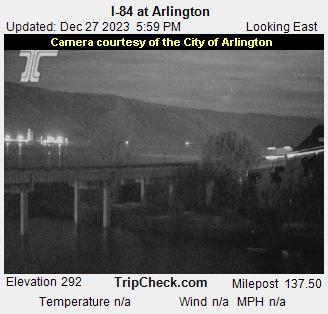 I-84 at Arlington
Updated: Dec 27 2023 5:59 PM Looking East
Camera courtesy of the City of Arlington
Elevation 292 TripCheck.com Milepost 137.50
Temperature n/a Wind n/a MPH n/a